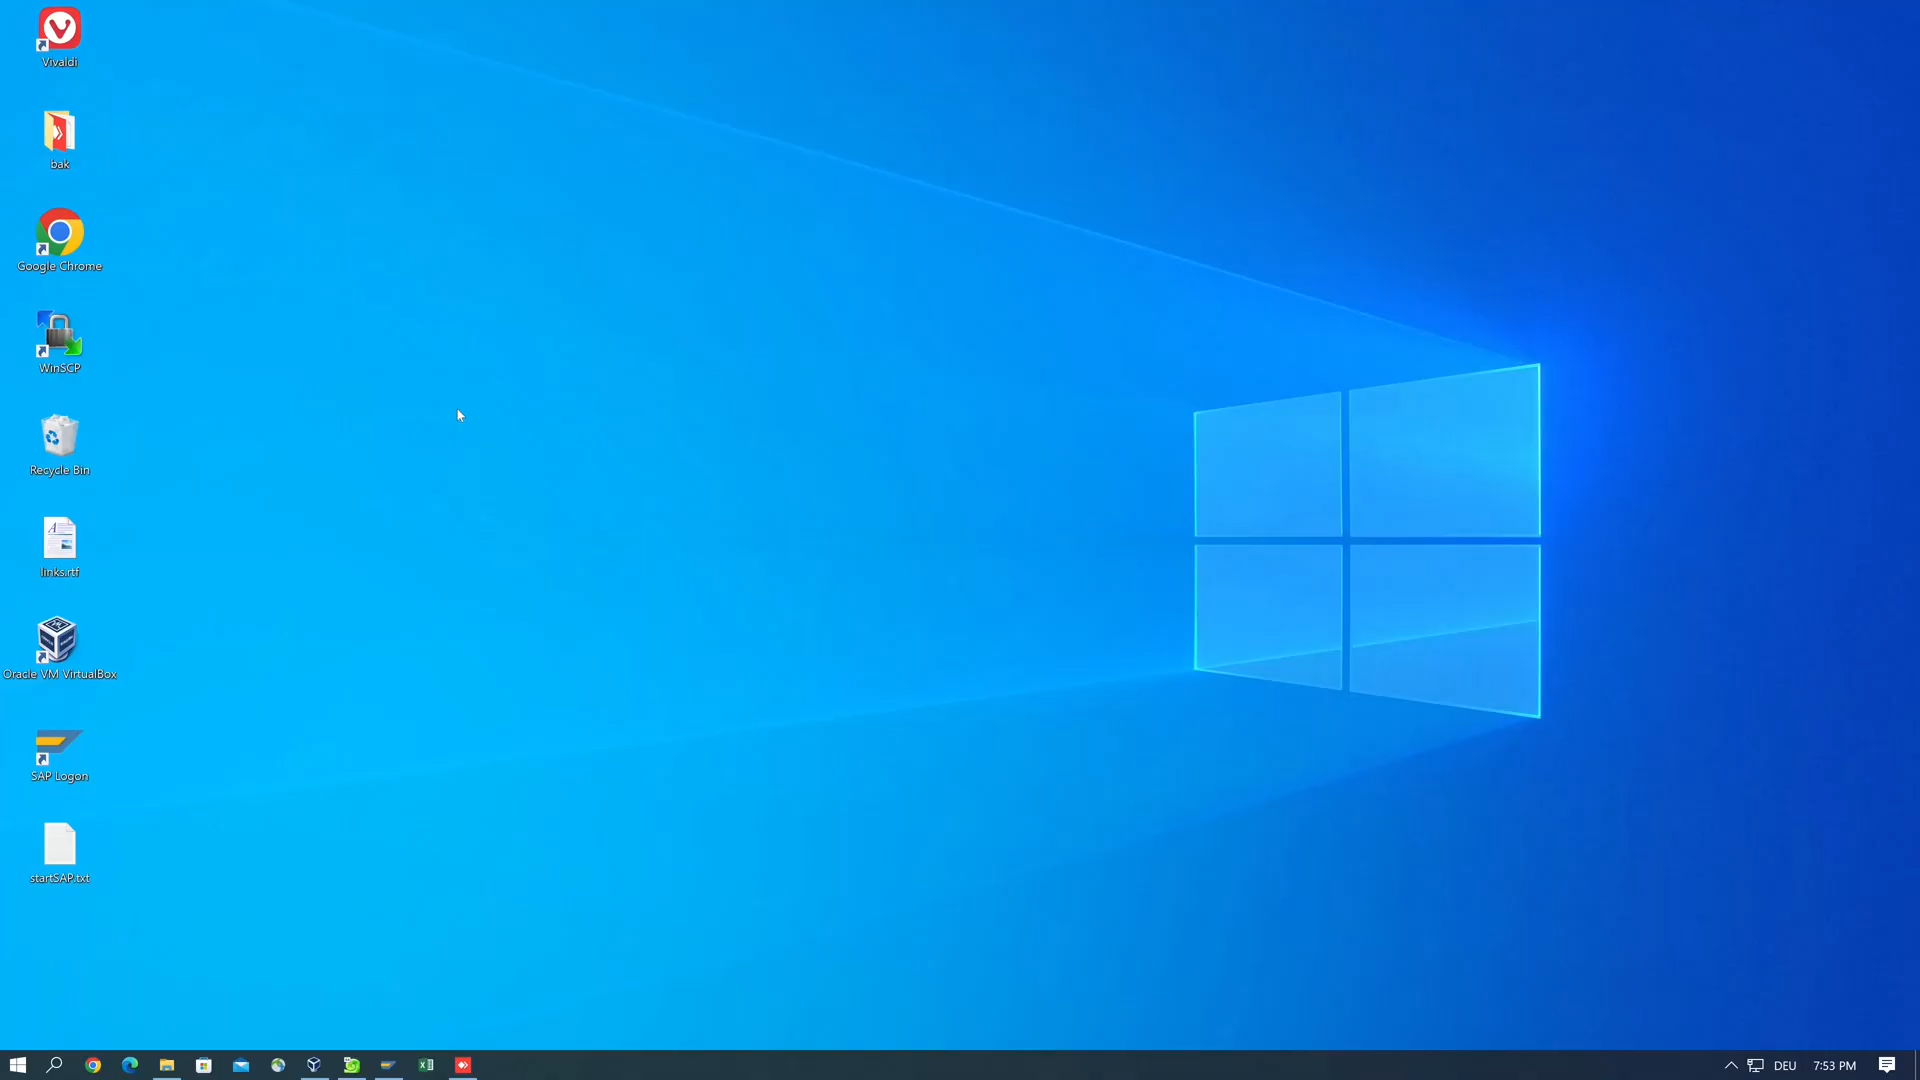 Vivaldi
bak
Google Chrome
WinSCP
Recycle Bin
links.rtf
Oracle VM VirtualBox
SAP Logon
startSAP.txt
DEU
7:53 PM